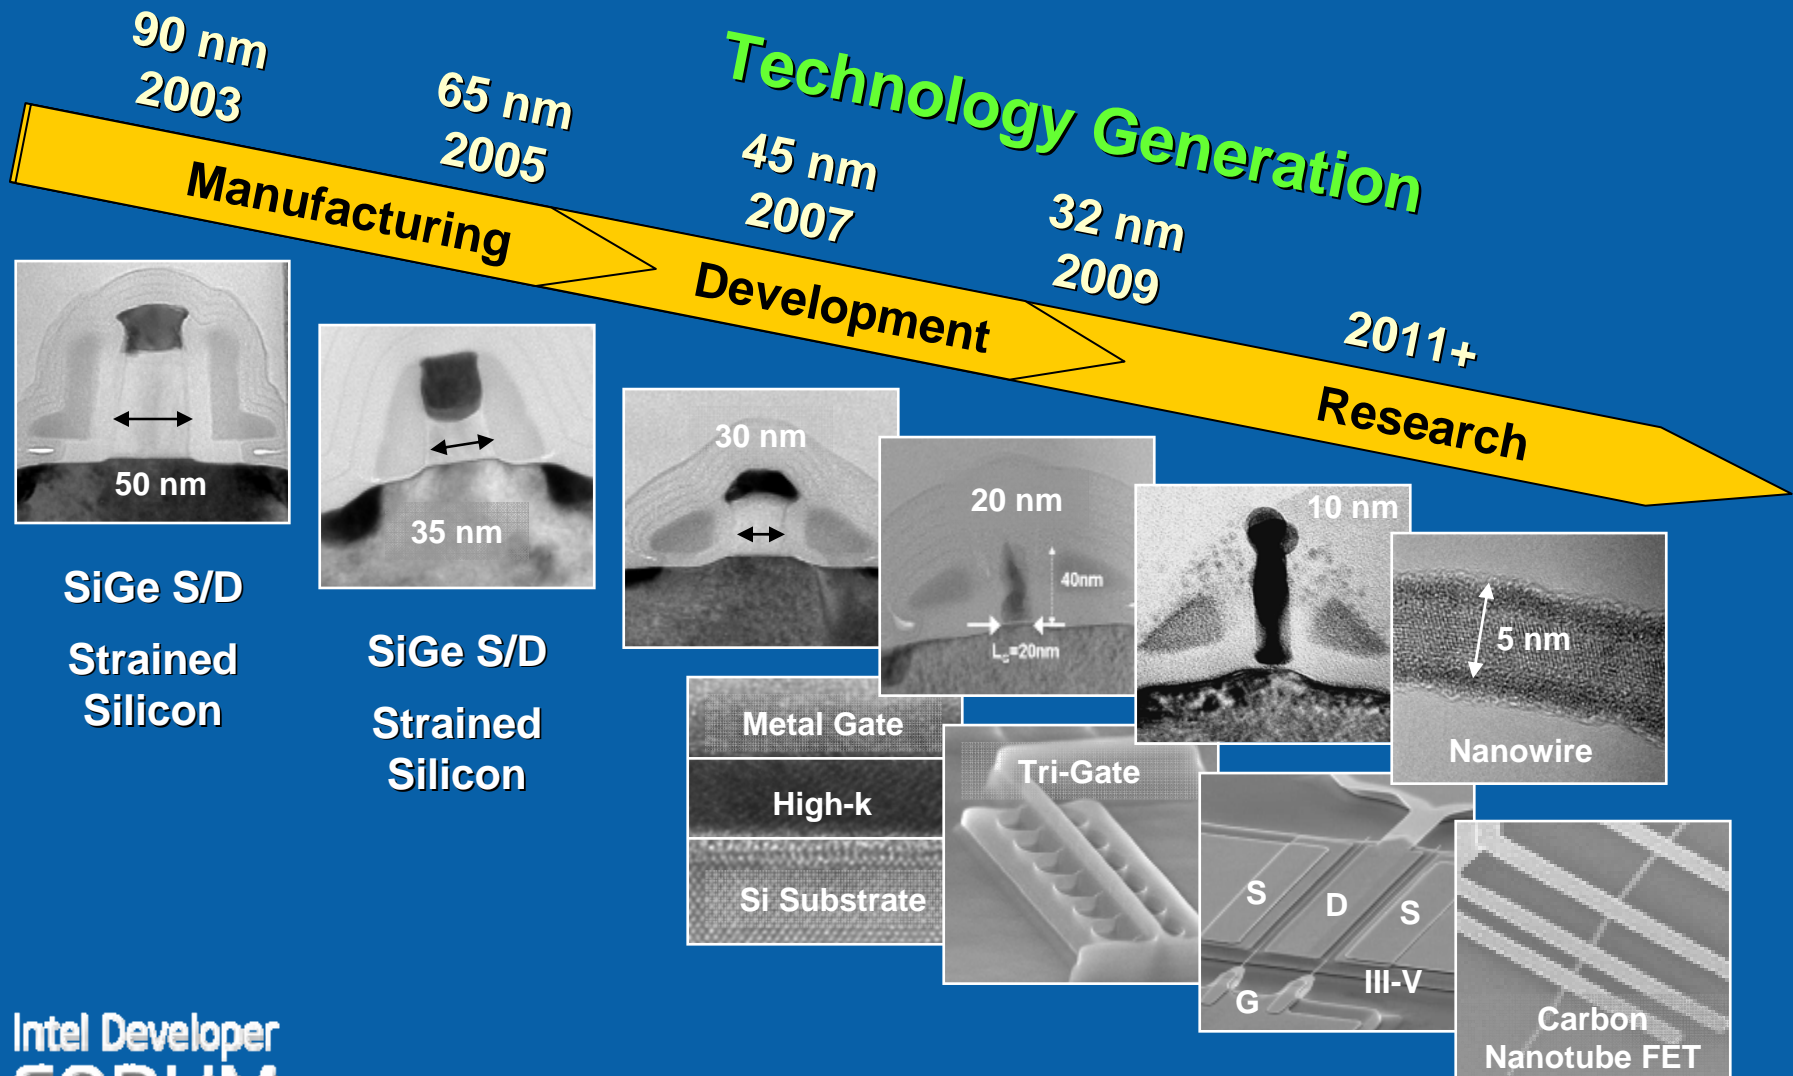 Technology Generation
90 nm
2003
65 nm
2005
45 nm
2007
32 nm
2009
2011+
Manufacturing
Development
Research
50 nm
SiGe S/D
Strained
Silicon
35 nm
SiGe S/D
Strained
Silicon
30 nm
Metal Gate
High-k
Si Substrate
20 nm
40nm
LG=20nm
Tri-Gate
10 nm
S
D
S
G
III-V
5 nm
Nanowire
Carbon
Nanotube FET
Intel Developer
FORUM